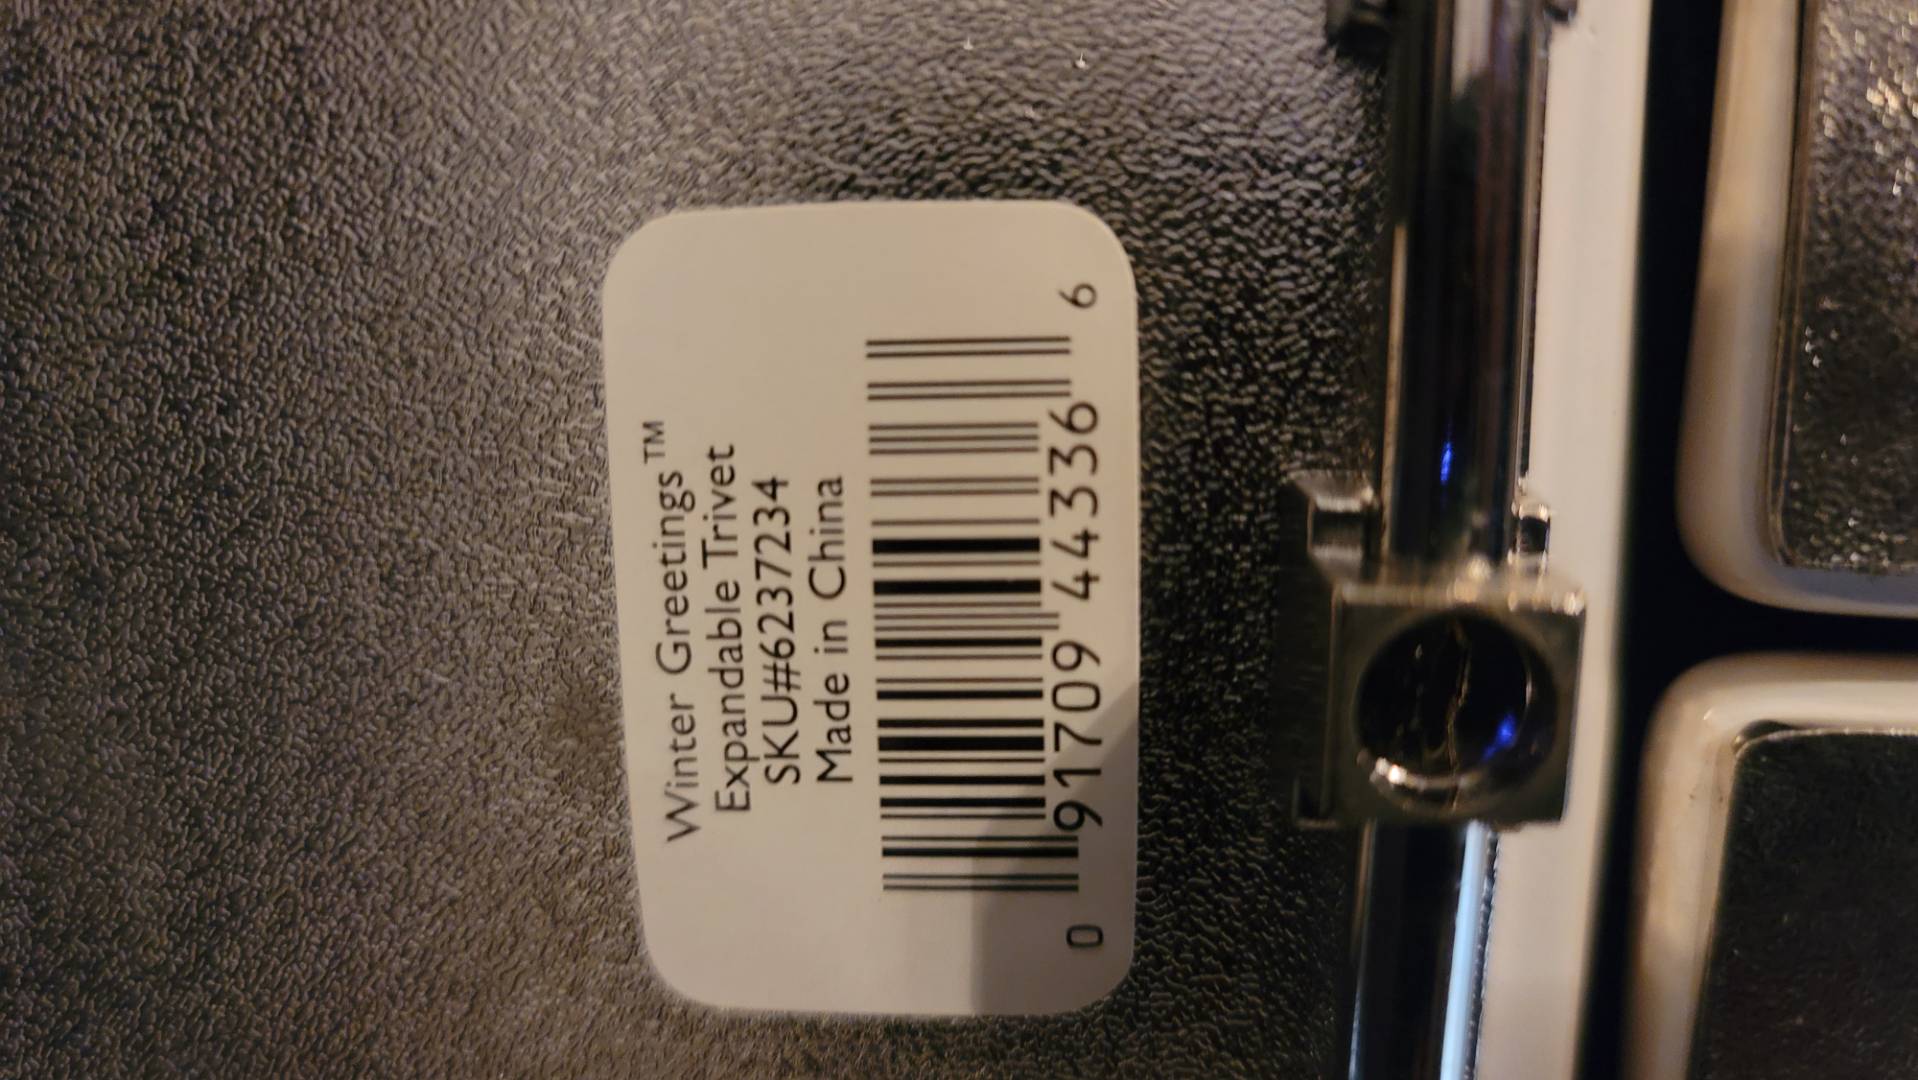 Winter Greetings™
Expandable Trivet
SKU#6237234
Made in China
0 91709 44336 6